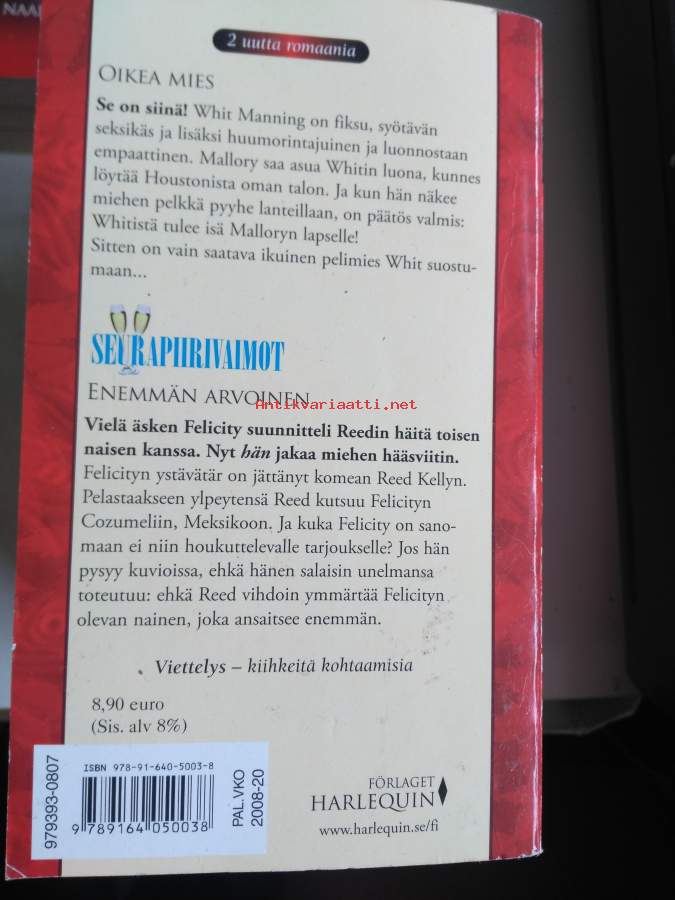 NAA
2 uutta romaania
OIKEA MIES
Se on siinä! Whit Manning on fiksu, syötävän
seksikäs ja lisäksi huumorintajuinen ja luonnostaan
empaattinen. Mallory saa asua Whitin luona, kunnes
löytää Houstonista oman talon. Ja kun hän näkee
miehen pelkkä pyyhe lanteillaan, on päätös valmis:
Whitistä tulee isä Malloryn lapselle!
Sitten on vain saatava ikuinen pelimies Whit suostu-
maan...
SEURAPIIRIVAIMOT
ENEMMÄN ARVOINEN
Antikvariaatti.net
Vielä äsken Felicity suunnitteli Reedin häitä toisen
naisen kanssa. Nyt hän jakaa miehen hääsviitin.
Felicityn ystävätär on jättänyt komean Reed Kellyn.
Pelastaakseen ylpeytensä Reed kutsuu Felicityn
Cozumeliin, Meksikoon. Ja kuka Felicity on sano-
maan ei niin houkuttelevalle tarjoukselle? Jos hän
pysyy kuvioissa, ehkä hänen salaisin unelmansa
toteutuu: ehkä Reed vihdoin ymmärtää Felicityn
olevan nainen, joka ansaitsee enemmän.
Viettelys – kiihkeitä kohtaamisia
8,90 euro
(Sis. alv 8%)
979393-0807
ISBN 978-91-640-5003-8
9 789164 050038
PAL.VKO
2008-20
FÖRLAGET
HARLEQUIN
www.harlequin.se/fi